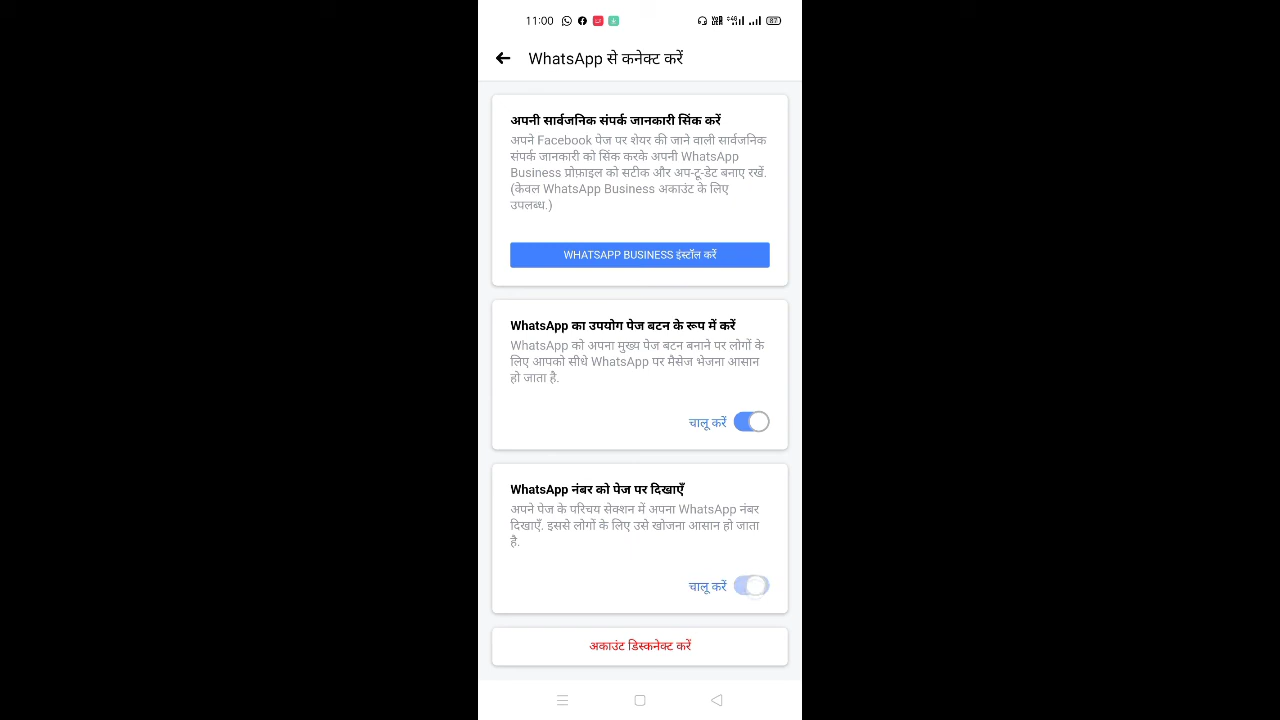 11:00
87
WhatsApp से कनेक्ट करें
अपनी सार्वजनिक संपर्क जानकारी सिंक करें
अपने Facebook पेज पर शेयर की जाने वाली सार्वजनिक
संपर्क जानकारी को सिंक करके अपनी WhatsApp
Business प्रोफ़ाइल को सटीक और अप-टू-डेट बनाए रखें.
(केवल WhatsApp Business अकाउंट के लिए
उपलब्ध.)
WHATSAPP BUSINESS इंस्टॉल करें
WhatsApp का उपयोग पेज बटन के रूप में करें
WhatsApp को अपना मुख्य पेज बटन बनाने पर लोगों के
लिए आपको सीधे WhatsApp पर मैसेज भेजना आसान
हो जाता है.
चालू करें
WhatsApp नंबर को पेज पर दिखाएँ
अपने पेज के परिचय सेक्शन में अपना WhatsApp नंबर
दिखाएँ. इससे लोगों के लिए उसे खोजना आसान हो जाता
है.
चालू करें
अकाउंट डिस्कनेक्ट करें